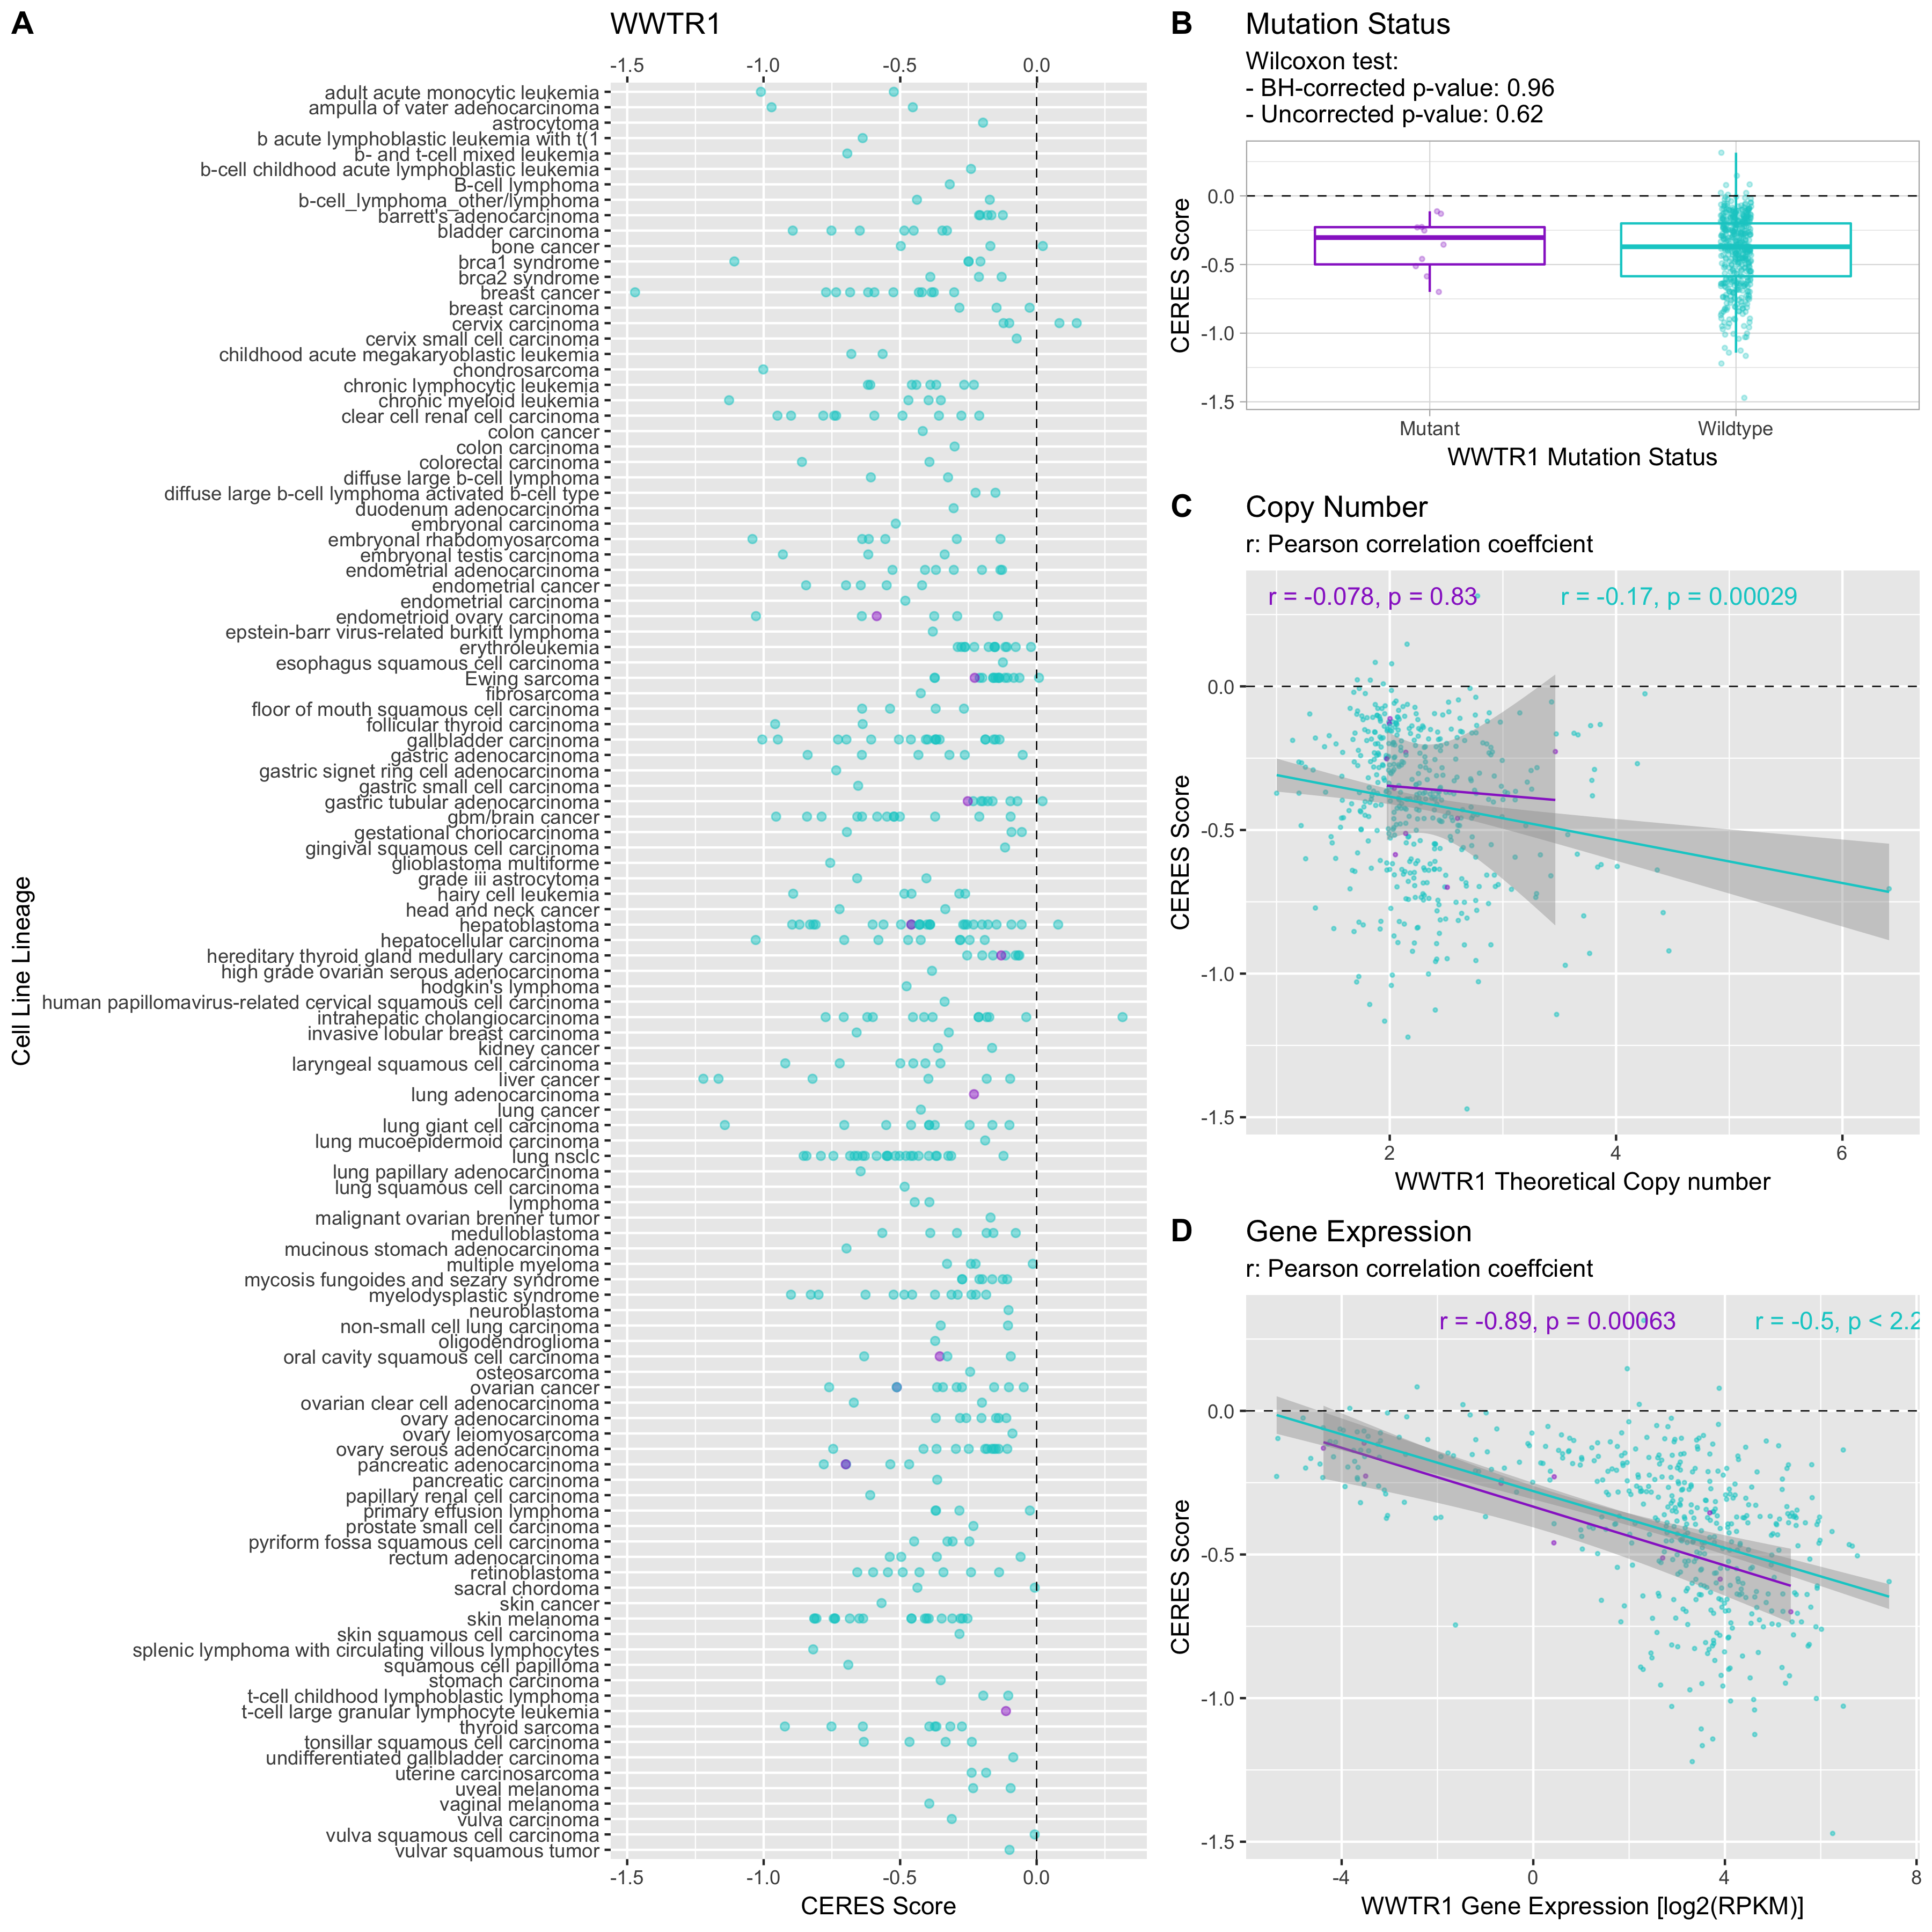 A
WWTR1
-1.5 -1.0 -0.5 0.0
Cell Line Lineage
adult acute monocytic leukemia
ampulla of vater adenocarcinoma
astrocytoma
b acute lymphoblastic leukemia with t(1
b- and t-cell mixed leukemia
b-cell childhood acute lymphoblastic leukemia
B-cell lymphoma
b-cell_lymphoma_other/lymphoma
barrett's adenocarcinoma
bladder carcinoma
bone cancer
brca1 syndrome
brca2 syndrome
breast cancer
breast carcinoma
cervix carcinoma
cervix small cell carcinoma
childhood acute megakaryoblastic leukemia
chondrosarcoma
chronic lymphocytic leukemia
chronic myeloid leukemia
clear cell renal cell carcinoma
colon cancer
colon carcinoma
colorectal carcinoma
diffuse large b-cell lymphoma
diffuse large b-cell lymphoma activated b-cell type
duodenum adenocarcinoma
embryonal carcinoma
embryonal rhabdomyosarcoma
embryonal testis carcinoma
endometrial adenocarcinoma
endometrial cancer
endometrial carcinoma
endometrioid ovary carcinoma
epstein-barr virus-related burkitt lymphoma
erythroleukemia
esophagus squamous cell carcinoma
Ewing sarcoma
fibrosarcoma
floor of mouth squamous cell carcinoma
follicular thyroid carcinoma
gallbladder carcinoma
gastric adenocarcinoma
gastric signet ring cell adenocarcinoma
gastric small cell carcinoma
gastric tubular adenocarcinoma
gbm/brain cancer
gestational choriocarcinoma
gingival squamous cell carcinoma
glioblastoma multiforme
grade iii astrocytoma
hairy cell leukemia
head and neck cancer
hepatoblastoma
hepatocellular carcinoma
hereditary thyroid gland medullary carcinoma
high grade ovarian serous adenocarcinoma
hodgkin's lymphoma
human papillomavirus-related cervical squamous cell carcinoma
intrahepatic cholangiocarcinoma
invasive lobular breast carcinoma
kidney cancer
laryngeal squamous cell carcinoma
liver cancer
lung adenocarcinoma
lung cancer
lung giant cell carcinoma
lung mucoepidermoid carcinoma
lung nsclc
lung papillary adenocarcinoma
lung squamous cell carcinoma
lymphoma
malignant ovarian brenner tumor
medulloblastoma
mucinous stomach adenocarcinoma
multiple myeloma
mycosis fungoides and sezary syndrome
myelodysplastic syndrome
neuroblastoma
non-small cell lung carcinoma
oligodendroglioma
oral cavity squamous cell carcinoma
osteosarcoma
ovarian cancer
ovarian clear cell adenocarcinoma
ovary adenocarcinoma
ovary leiomyosarcoma
ovary serous adenocarcinoma
pancreatic adenocarcinoma
pancreatic carcinoma
papillary renal cell carcinoma
primary effusion lymphoma
prostate small cell carcinoma
pyriform fossa squamous cell carcinoma
rectum adenocarcinoma
retinoblastoma
sacral chordoma
skin cancer
skin melanoma
skin squamous cell carcinoma
splenic lymphoma with circulating villous lymphocytes
squamous cell papilloma
stomach carcinoma
t-cell childhood lymphoblastic lymphoma
t-cell large granular lymphocyte leukemia
thyroid sarcoma
tonsillar squamous cell carcinoma
undifferentiated gallbladder carcinoma
uterine carcinosarcoma
uveal melanoma
vaginal melanoma
vulva carcinoma
vulva squamous cell carcinoma
vulvar squamous tumor
-1.5 -1.0 -0.5 0.0
CERES Score
B
Mutation Status
Wilcoxon test:
- BH-corrected p-value: 0.96
- Uncorrected p-value: 0.62
CERES Score
0.0
-0.5
-1.0
-1.5
Mutant Wildtype
WWTR1 Mutation Status
C
Copy Number
r: Pearson correlation coeffcient
r = -0.078, p = 0.83 r = -0.17, p = 0.00029
CERES Score
0.0
-0.5
-1.0
-1.5
2 4 6
WWTR1 Theoretical Copy number
D
Gene Expression
r: Pearson correlation coeffcient
r = -0.89, p = 0.00063 r = -0.5, p < 2.2
CERES Score
0.0
-0.5
-1.0
-1.5
-4 0 4 8
WWTR1 Gene Expression [log2(RPKM)]